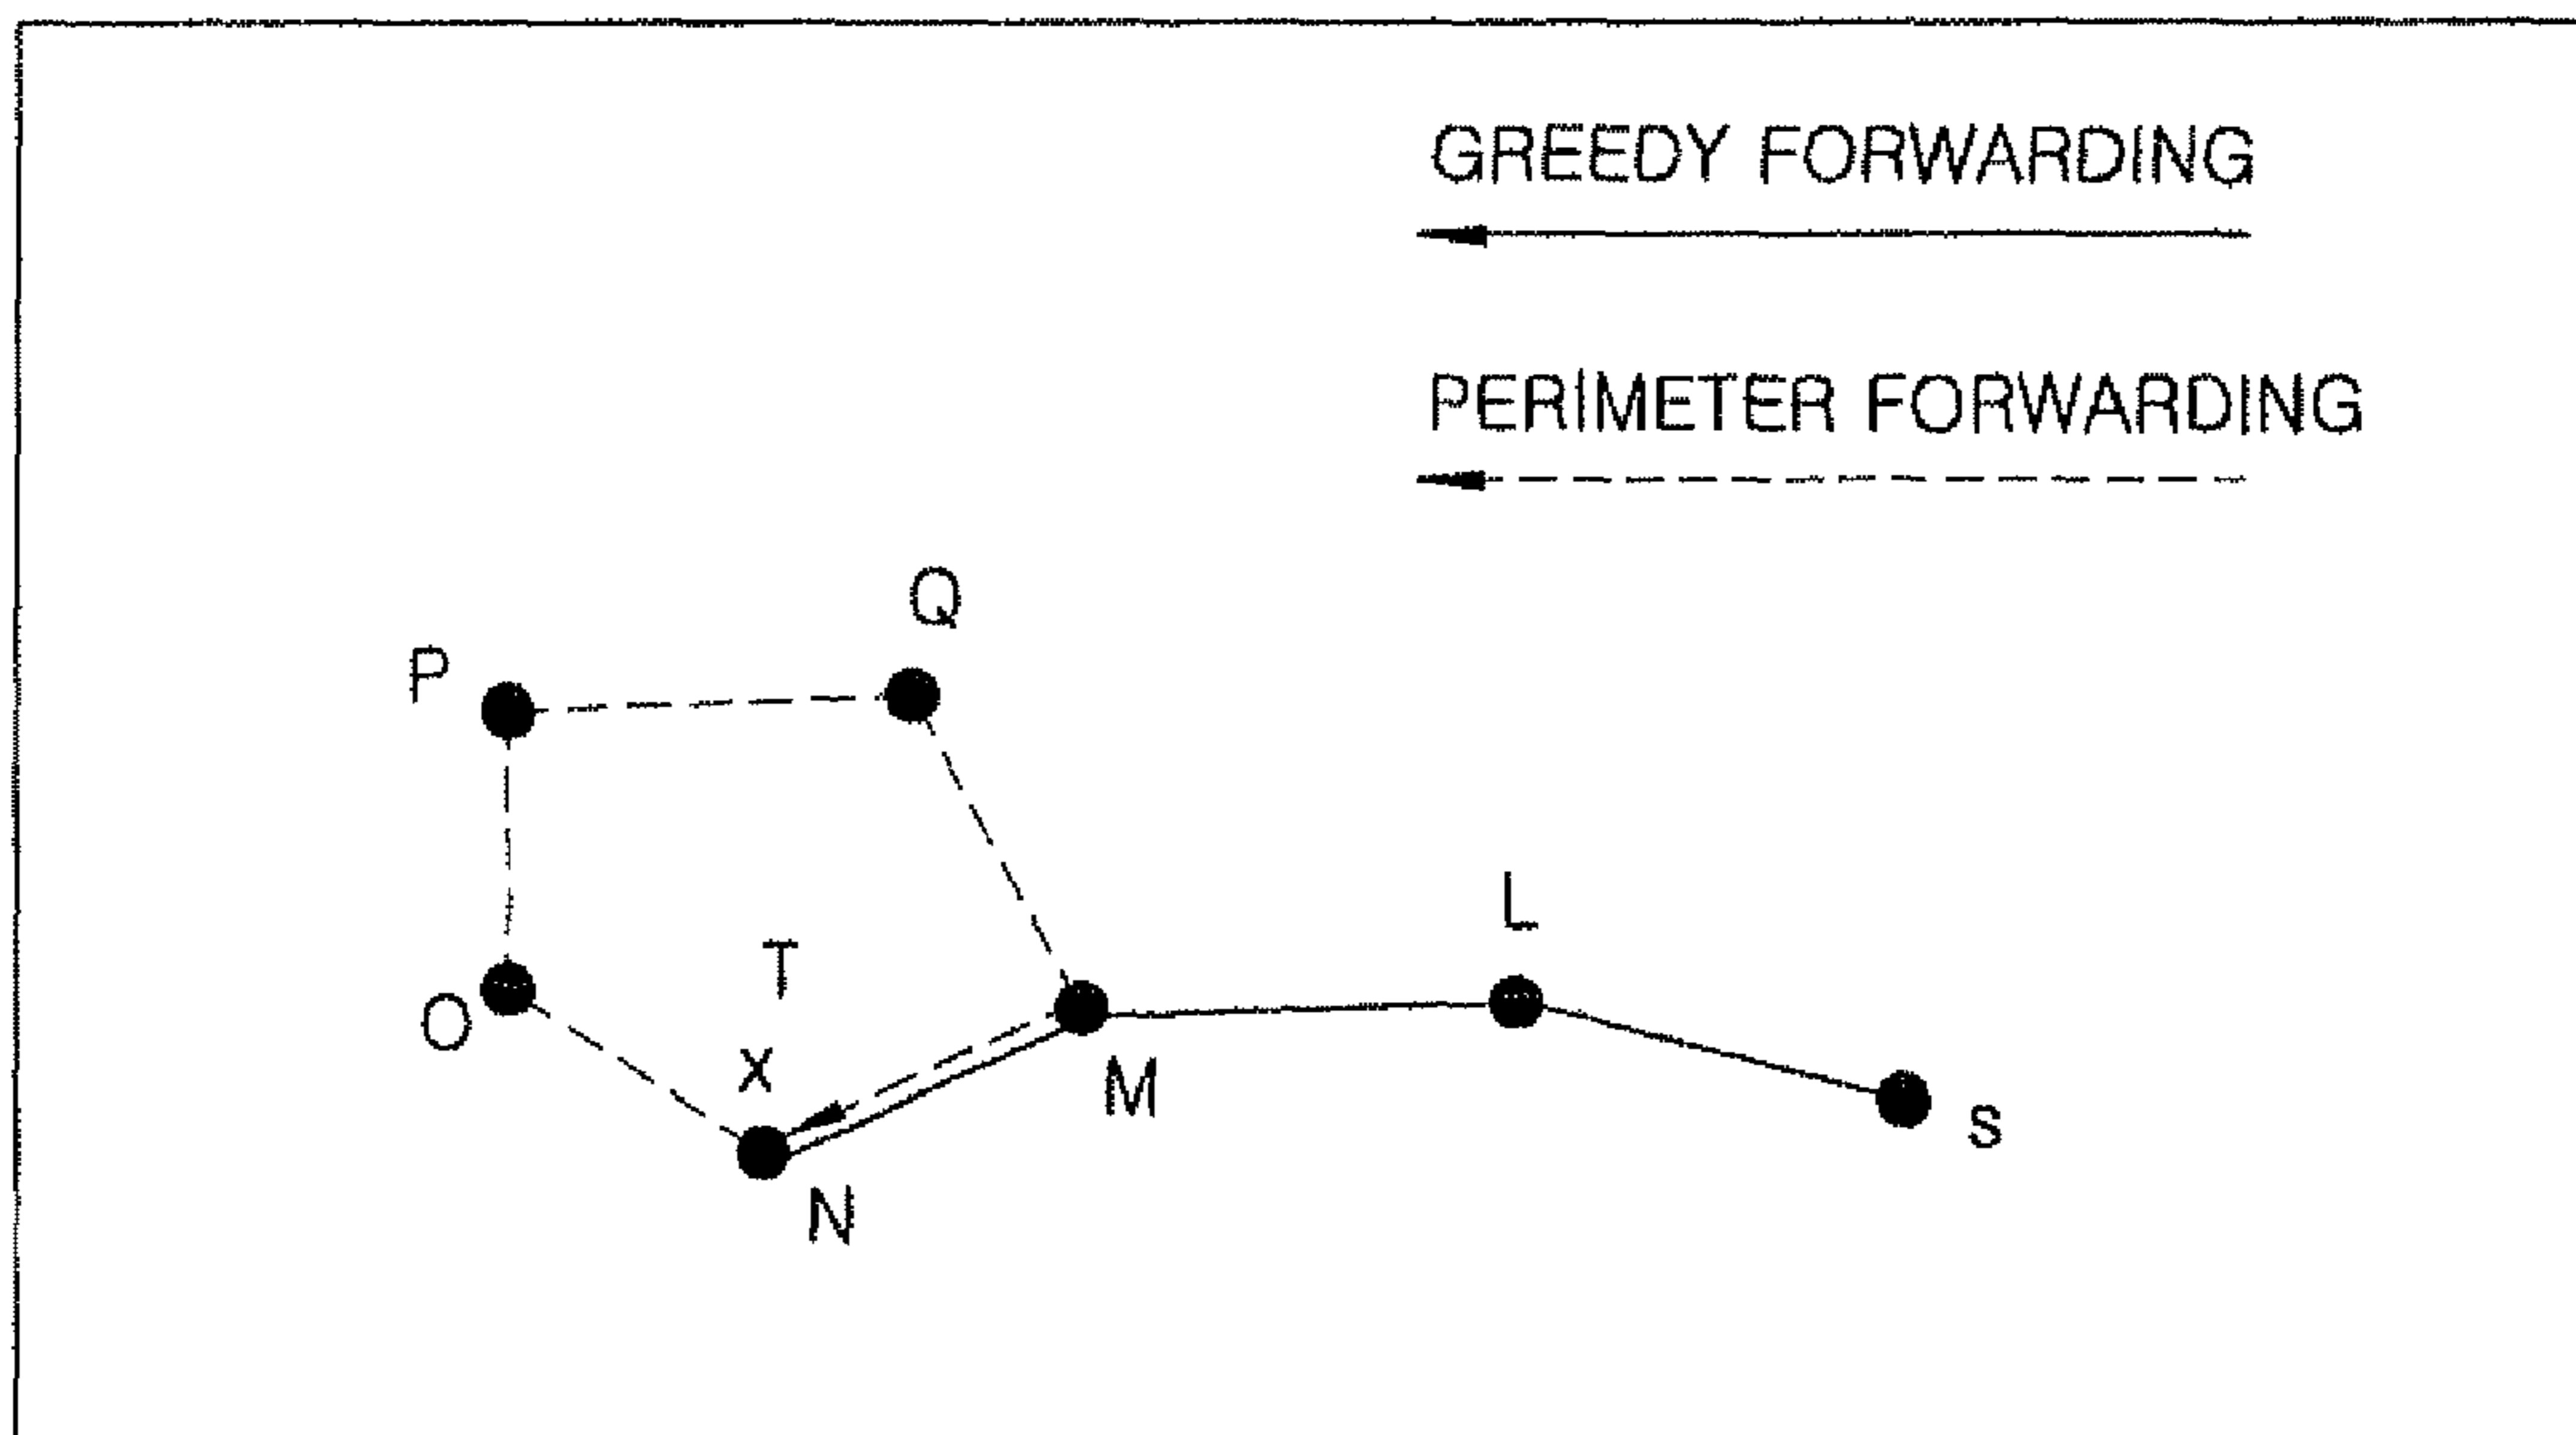 GREEDY FORWARDING
PERIMETER FORWARDING
Q
P
L
T
O
X
M
S
N